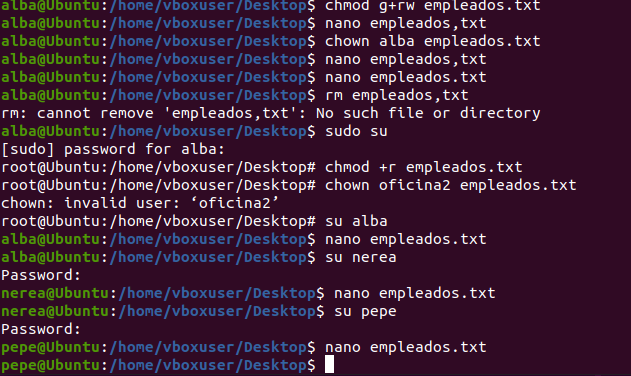 alba@Ubuntu:/home/vboxuser/Desktop$ chmod g+rw empleados.txt
alba@Ubuntu:/home/vboxuser/Desktop$ nano empleados,txt
alba@Ubuntu:/home/vboxuser/Desktop$ chown alba empleados.txt
alba@Ubuntu:/home/vboxuser/Desktop$ nano empleados,txt
alba@Ubuntu:/home/vboxuser/Desktop$ nano empleados.txt
alba@Ubuntu:/home/vboxuser/Desktop$ rm empleados,txt
rm: cannot remove 'empleados,txt': No such file or directory
alba@Ubuntu:/home/vboxuser/Desktop$ sudo su
[sudo] password for alba:
root@Ubuntu:/home/vboxuser/Desktop# chmod +r empleados.txt
root@Ubuntu:/home/vboxuser/Desktop# chown oficina2 empleados.txt
chown: invalid user: ‘oficina2’
root@Ubuntu:/home/vboxuser/Desktop# su alba
alba@Ubuntu:/home/vboxuser/Desktop$ nano empleados.txt
alba@Ubuntu:/home/vboxuser/Desktop$ su nerea
Password:
nerea@Ubuntu:/home/vboxuser/Desktop$ nano empleados.txt
nerea@Ubuntu:/home/vboxuser/Desktop$ su pepe
Password:
pepe@Ubuntu:/home/vboxuser/Desktop$ nano empleados.txt
pepe@Ubuntu:/home/vboxuser/Desktop$